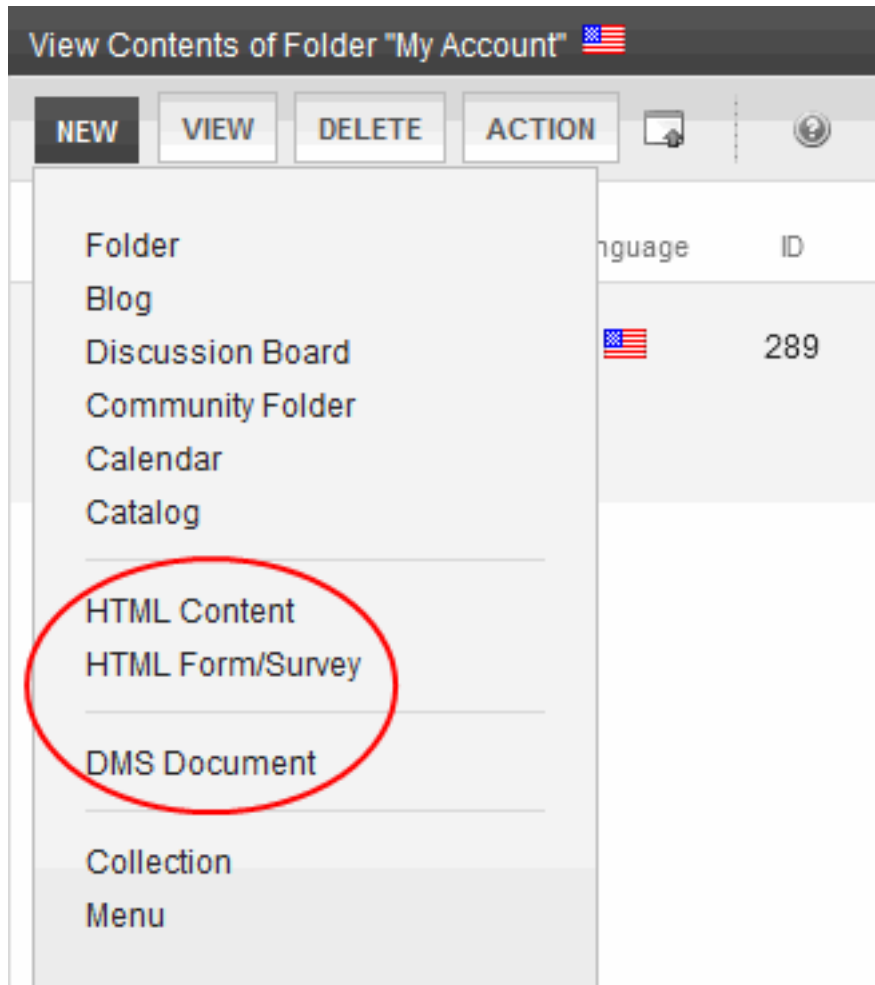 View Contents of Folder "My Account"
NEW VIEW DELETE ACTION
nguage ID
Folder
Blog
289
Discussion Board
Community Folder
Calendar
Catalog
HTML Content
HTML Form/Survey
DMS Document
Collection
Menu